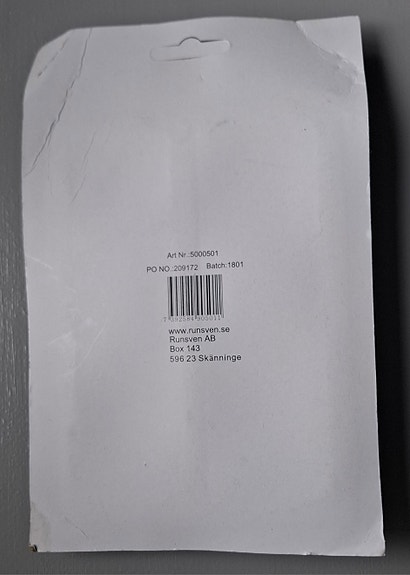 Art Nr.:5000501
PO NO.:209172 Batch:1801
www.runsven.se
Runsven AB
Box 143
596 23 Skänninge